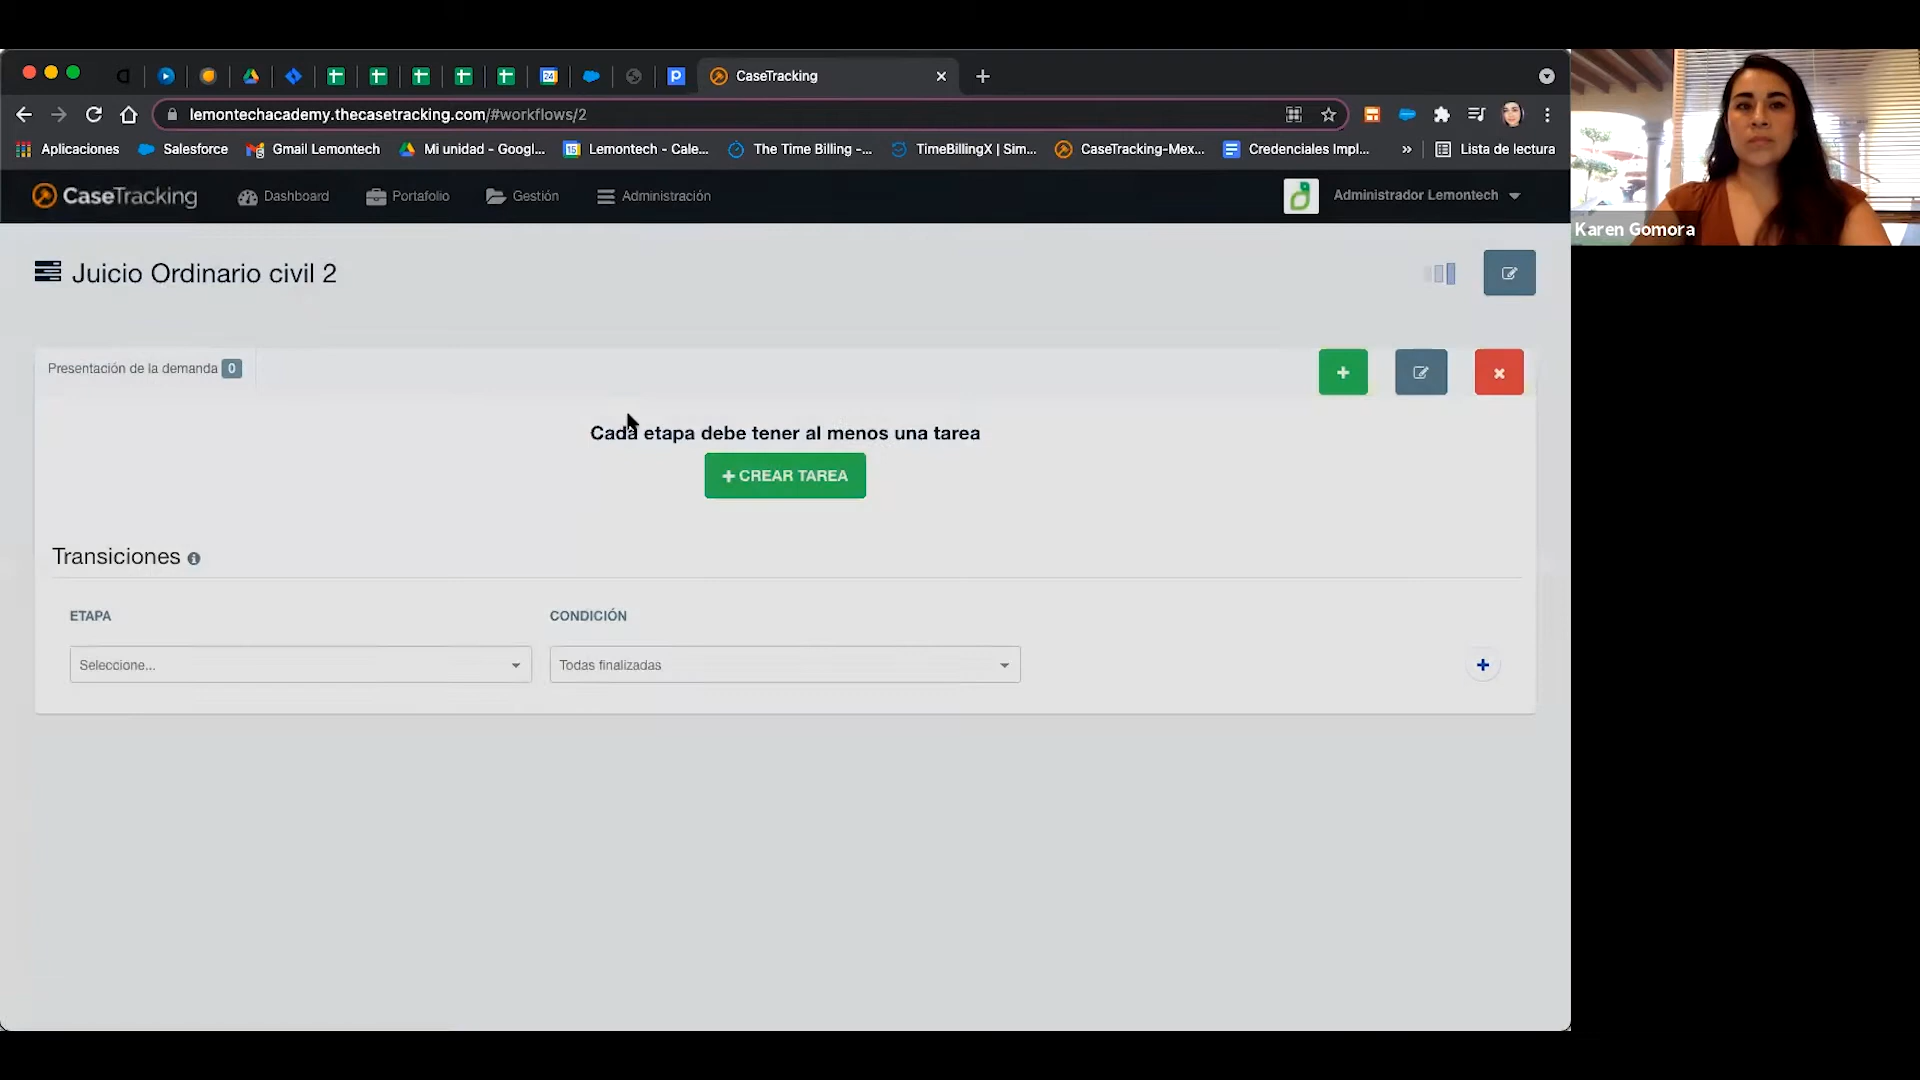 CaseTracking
lemontechacademy.thecasetracking.com/#workflows/2
Aplicaciones
Salesforce
Gmail Lemontech
Mi unidad - Googl...
Lemontech - Cale...
The Time Billing -...
TimeBillingX | Sim...
CaseTracking-Mex...
Credenciales Impl...
»
Lista de lectura
CaseTracking
Dashboard
Portafolio
Gestión
Administración
Administrador Lemontech
Karen Gomora
Juicio Ordinario civil 2
Presentación de la demanda 0
Cada etapa debe tener al menos una tarea
+ CREAR TAREA
Transiciones
ETAPA
CONDICIÓN
Seleccione...
Todas finalizadas